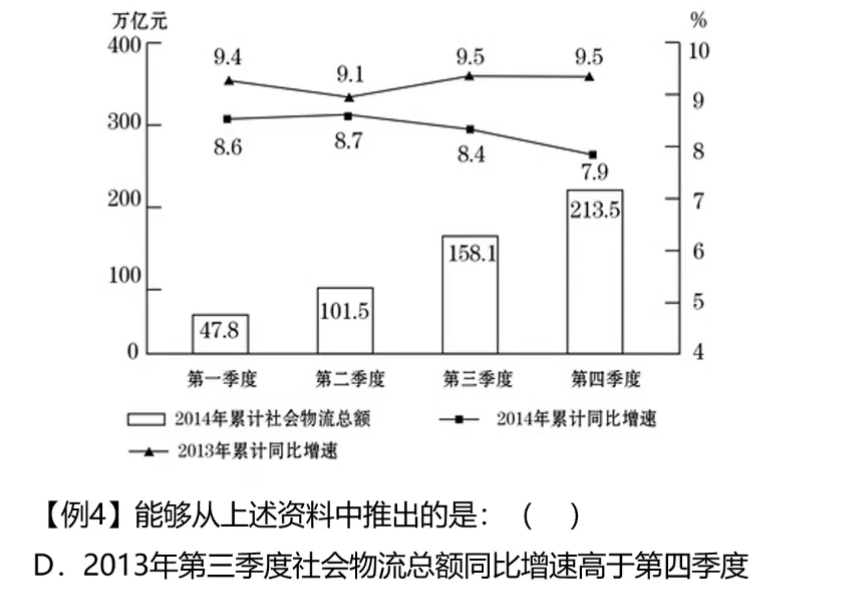 万亿元 %
400 10
9.4 9.1 9.5 9.5
9
300
8.6 8.7 8.4 7.9
8
200 7
213.5
158.1
6
100
101.5
5
47.8
0 4
第一季度 第二季度 第三季度 第四季度
2014年累计社会物流总额 2014年累计同比增速
2013年累计同比增速
【例4】能够从上述资料中推出的是:( )
D. 2013年第三季度社会物流总额同比增速高于第四季度